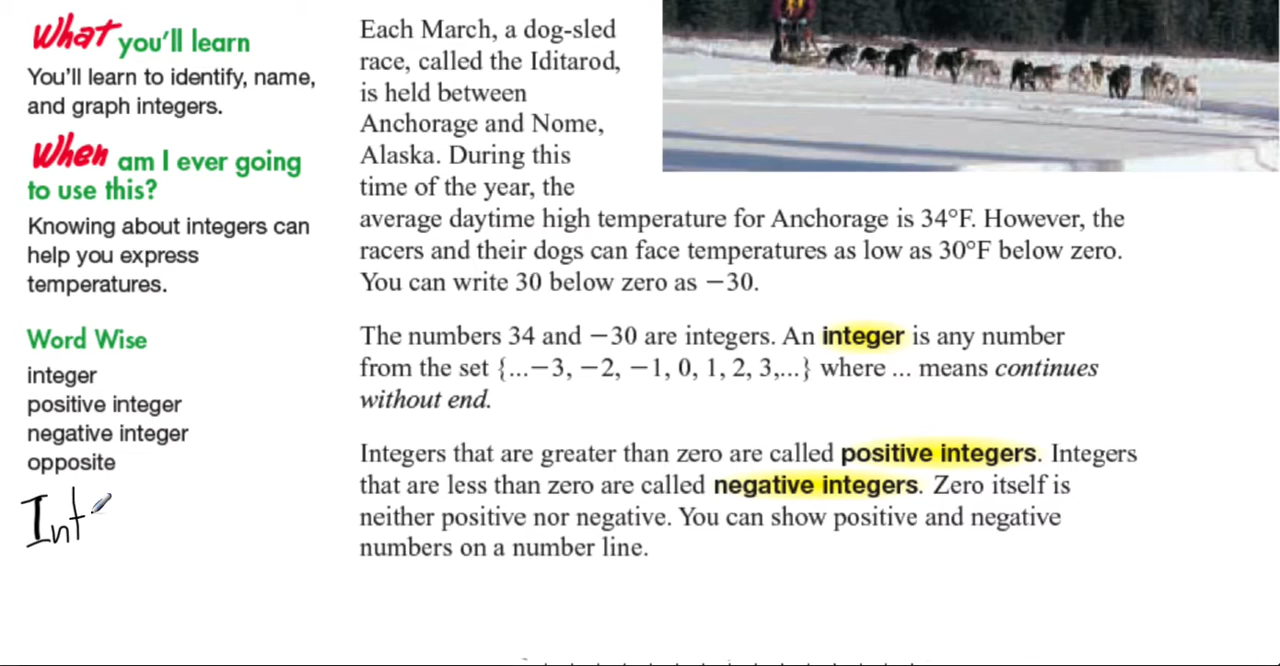 What you'll learn
You'll learn to identify, name,
and graph integers.
When am I ever going
to use this?
Knowing about integers can
help you express
temperatures.
Word Wise
integer
positive integer
negative integer
opposite
Int
Each March, a dog-sled
race, called the Iditarod,
is held between
Anchorage and Nome,
Alaska. During this
time of the year, the
average daytime high temperature for Anchorage is 34°F. However, the
racers and their dogs can face temperatures as low as 30°F below zero.
You can write 30 below zero as −30.
The numbers 34 and −30 are integers. An integer is any number
from the set {...−3, −2, −1, 0, 1, 2, 3,...} where ... means continues
without end.
Integers that are greater than zero are called positive integers. Integers
that are less than zero are called negative integers. Zero itself is
neither positive nor negative. You can show positive and negative
numbers on a number line.